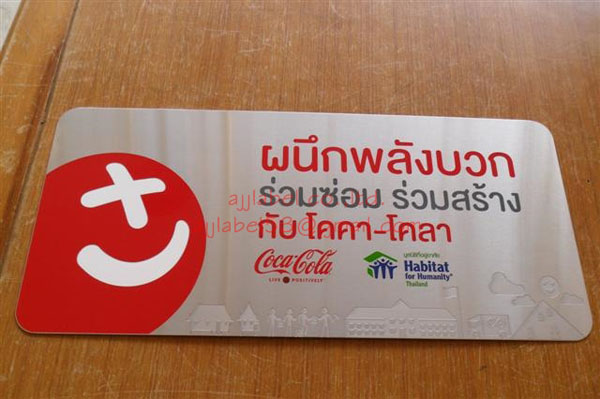 ผนึกพลังบวก
ร่วมซ่อม ร่วมสร้าง
กับ โคคา-โคลา
Coca-Cola
LIVE POSITIVELY
มูลนิธิที่อยู่อาศัย
Habitat
for Humanity®
Thailand